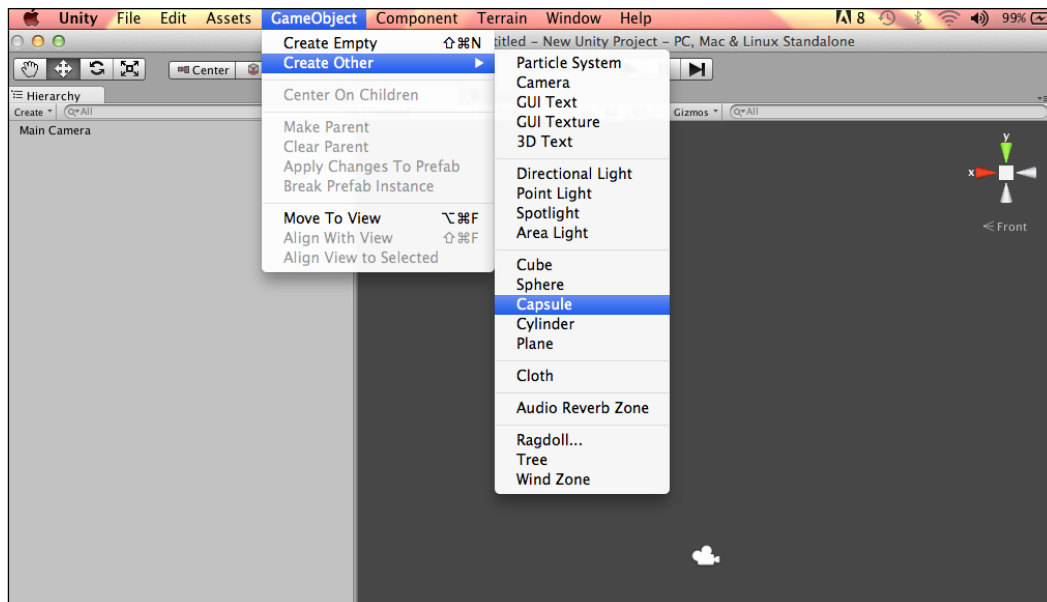 Unity File Edit Assets GameObject Component Terrain Window Help 8 99%
titled – New Unity Project – PC, Mac & Linux Standalone
Center
Hierarchy
Create All
Main Camera
Create Empty ⇧⌘N
Create Other
Center On Children
Make Parent
Clear Parent
Apply Changes To Prefab
Break Prefab Instance
Move To View ⌥⌘F
Align With View ⇧⌘F
Align View to Selected
Particle System
Camera
GUI Text
GUI Texture
3D Text
Directional Light
Point Light
Spotlight
Area Light
Cube
Sphere
Capsule
Cylinder
Plane
Cloth
Audio Reverb Zone
Ragdoll...
Tree
Wind Zone
Gizmos All
y
x
Front